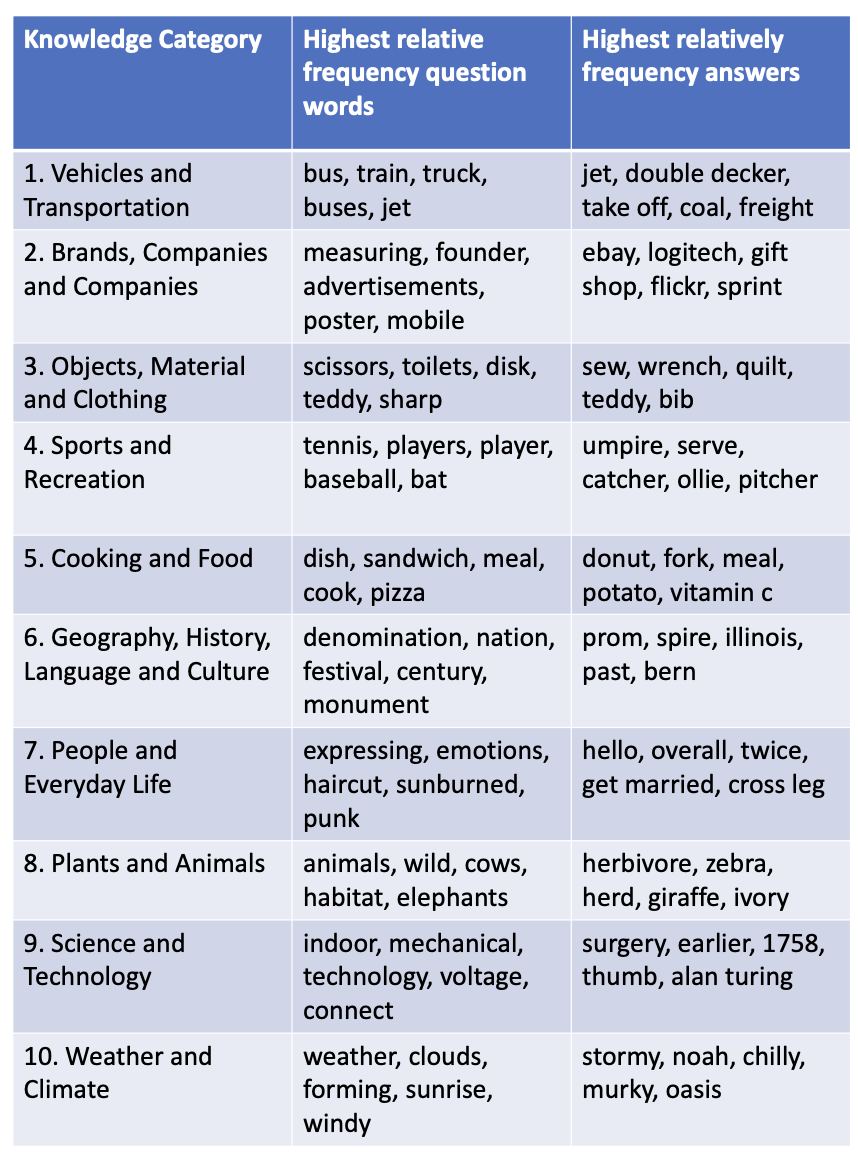 Knowledge Category
Highest relative
frequency question
words
Highest relatively
frequency answers
1. Vehicles and
Transportation
bus, train, truck,
buses, jet
jet, double decker,
take off, coal, freight
2. Brands, Companies
and Companies
measuring, founder,
advertisements,
poster, mobile
ebay, logitech, gift
shop, flickr, sprint
3. Objects, Material
and Clothing
scissors, toilets, disk,
teddy, sharp
sew, wrench, quilt,
teddy, bib
4. Sports and
Recreation
tennis, players, player,
baseball, bat
umpire, serve,
catcher, ollie, pitcher
5. Cooking and Food
dish, sandwich, meal,
cook, pizza
donut, fork, meal,
potato, vitamin c
6. Geography, History,
Language and Culture
denomination, nation,
festival, century,
monument
prom, spire, illinois,
past, bern
7. People and
Everyday Life
expressing, emotions,
haircut, sunburned,
punk
hello, overall, twice,
get married, cross leg
8. Plants and Animals
animals, wild, cows,
habitat, elephants
herbivore, zebra,
herd, giraffe, ivory
9. Science and
Technology
indoor, mechanical,
technology, voltage,
connect
surgery, earlier, 1758,
thumb, alan turing
10. Weather and
Climate
weather, clouds,
forming, sunrise,
windy
stormy, noah, chilly,
murky, oasis